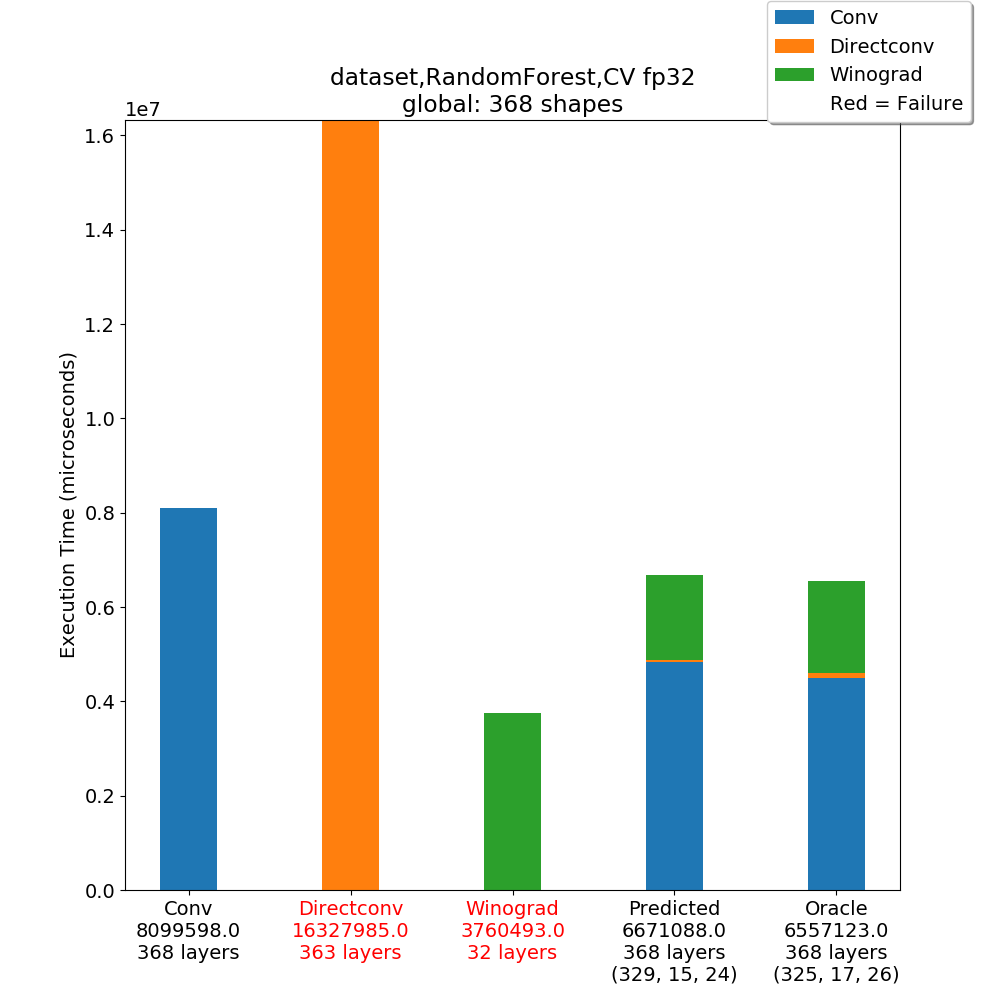 Conv
Directconv
Winograd
Red = Failure
dataset,RandomForest,CV fp32
global: 368 shapes
1e7
1.6
1.4
1.2
1.0
0.8
0.6
0.4
0.2
0.0
Execution Time (microseconds)
Conv
8099598.0
368 layers
Directconv
16327985.0
363 layers
Winograd
3760493.0
32 layers
Predicted
6671088.0
368 layers
(329, 15, 24)
Oracle
6557123.0
368 layers
(325, 17, 26)